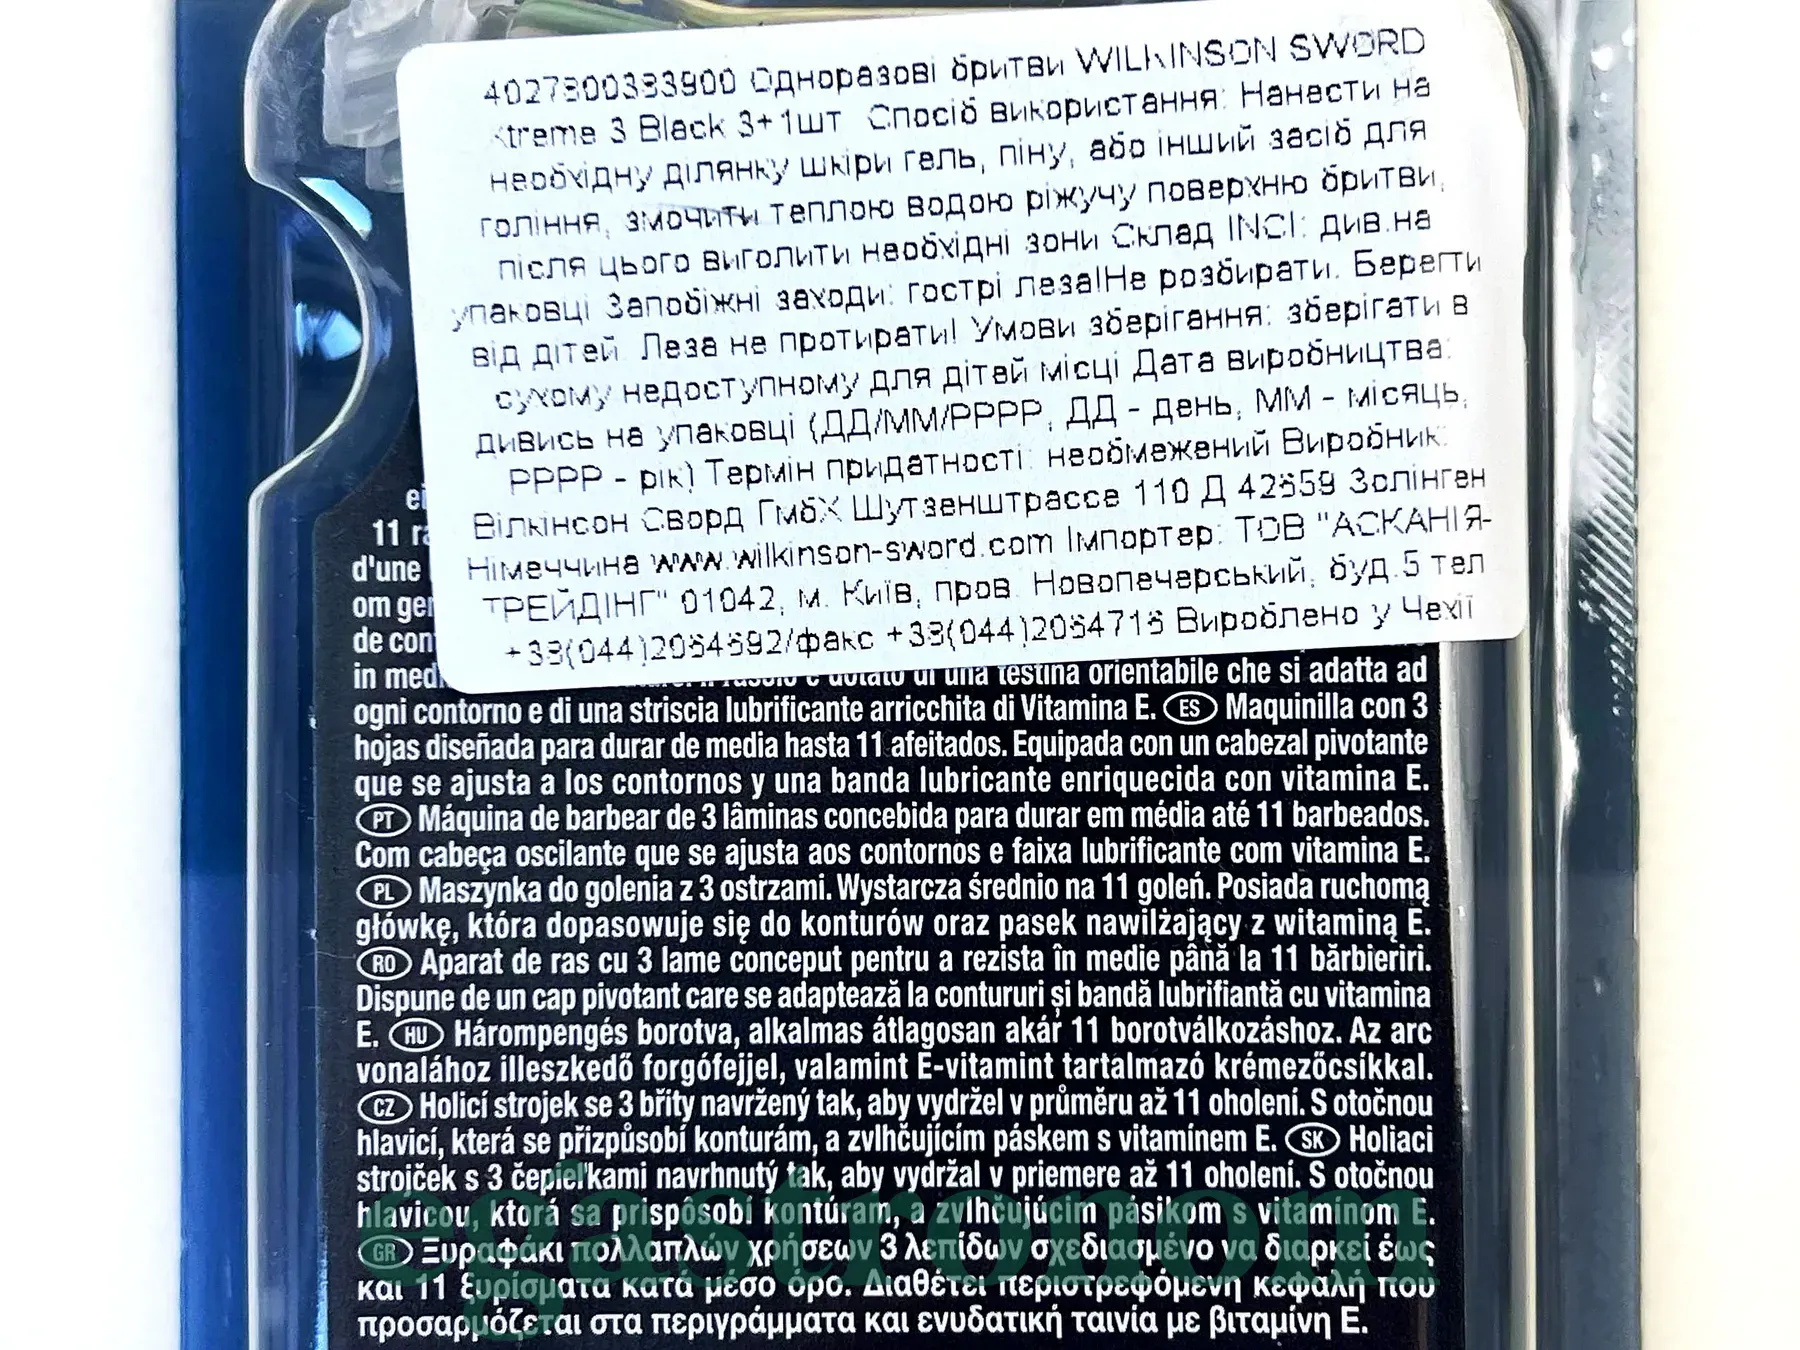 4027800383900 Одноразові бритви WILKINSON SWORD
xtreme 3 Black 3+1шт Спосіб використання: Нанести на
необхідну ділянку шкіри гель, піну, або інший засіб для
гоління, змочити теплою водою ріжучу поверхню бритви,
після цього виголити необхідні зони Склад INCI: див.на
упаковці Запобіжні заходи: гострі леза!Не розбирати. Берегти
від дітей. Леза не протирати! Умови зберігання: зберігати в
сухому недоступному для дітей місці Дата виробництва:
дивись на упаковці (ДД/ММ/РРРР, ДД - день, ММ - місяць,
РРРР - рік) Термін придатності: необмежений Виробник:
Вілкінсон Сворд ГмбХ Шутзенштрассе 110 Д 42659 Золінген
Німеччина www.wilkinson-sword.com Імпортер: ТОВ "АСКАНІЯ-
ТРЕЙДІНГ" 01042, м. Київ, пров. Новопечерський, буд.5 тел
+38(044)2054692/факс +38(044)2054716 Вироблено у Чехії
11
d'une
om
de
in testina orientabile che si adatta ad
ogni contorno e di una striscia lubrificante arricchita di Vitamina E. ES Maquinilla con 3
hojas diseñada para durar de media hasta 11 afeitados. Equipada con un cabezal pivotante
que se ajusta a los contornos y una banda lubricante enriquecida con vitamina E.
PT Máquina de barbear de 3 lâminas concebida para durar em média até 11 barbeados.
Com cabeça oscilante que se ajusta aos contornos e faixa lubrificante com vitamina E.
PL Maszynka do golenia z 3 ostrzami. Wystarcza średnio na 11 goleń. Posiada ruchomą
główkę, która dopasowuje się do konturów oraz pasek nawilżający z witaminą E.
RO Aparat de ras cu 3 lame conceput pentru a rezista în medie până la 11 bărbieriri.
Dispune de un cap pivotant care se adaptează la contururi și bandă lubrifiantă cu vitamina
E. HU Hárompengés borotva, alkalmas átlagosan akár 11 borotválkozáshoz. Az arc
vonalához illeszkedő forgófejjel, valamint E-vitamint tartalmazó krémezőcsíkkal.
CZ Holicí strojek se 3 břity navržený tak, aby vydržel v průměru až 11 oholení. S otočnou
hlavicí, která se přizpůsobí konturám, a zvlhčujícím páskem s vitamínem E. SK Holiaci
strojček s 3 čepieľkami navrhnutý tak, aby vydržal v priemere až 11 oholení. S otočnou
hlavicou, ktorá sa prispôsobí kontúram, a zvlhčujúcim pásikom s vitamínom E.
egastronom
GR Ξυραφάκι πολλαπλών χρήσεων 3 λεπίδων σχεδιασμένο να διαρκεί έως
και 11 ξυρίσματα κατά μέσο όρο. Διαθέτει περιστρεφόμενη κεφαλή που
προσαρμόζεται στα περιγράμματα και ενυδατική ταινία με βιταμίνη Ε.